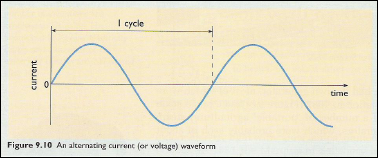 1 cycle
current
0
time
Figure 9.10 An alternating current (or voltage) waveform